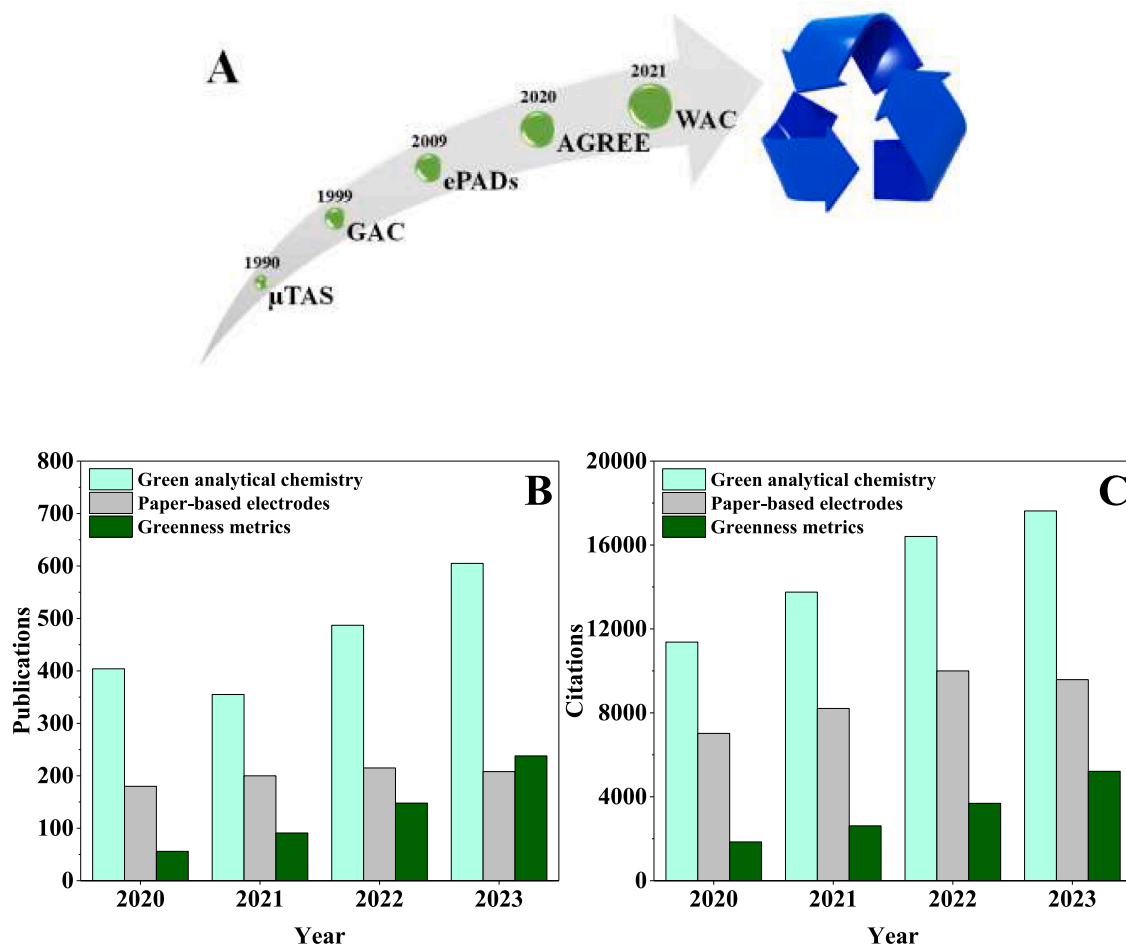 A
1990
μTAS
1999
GAC
2009
ePADs
2020
AGREE
2021
WAC
B
Green analytical chemistry
Paper-based electrodes
Greenness metrics
Publications
800
700
600
500
400
300
200
100
0
2020 2021 2022 2023
Year
C
Green analytical chemistry
Paper-based electrodes
Greenness metrics
Citations
20000
16000
12000
8000
4000
0
2020 2021 2022 2023
Year